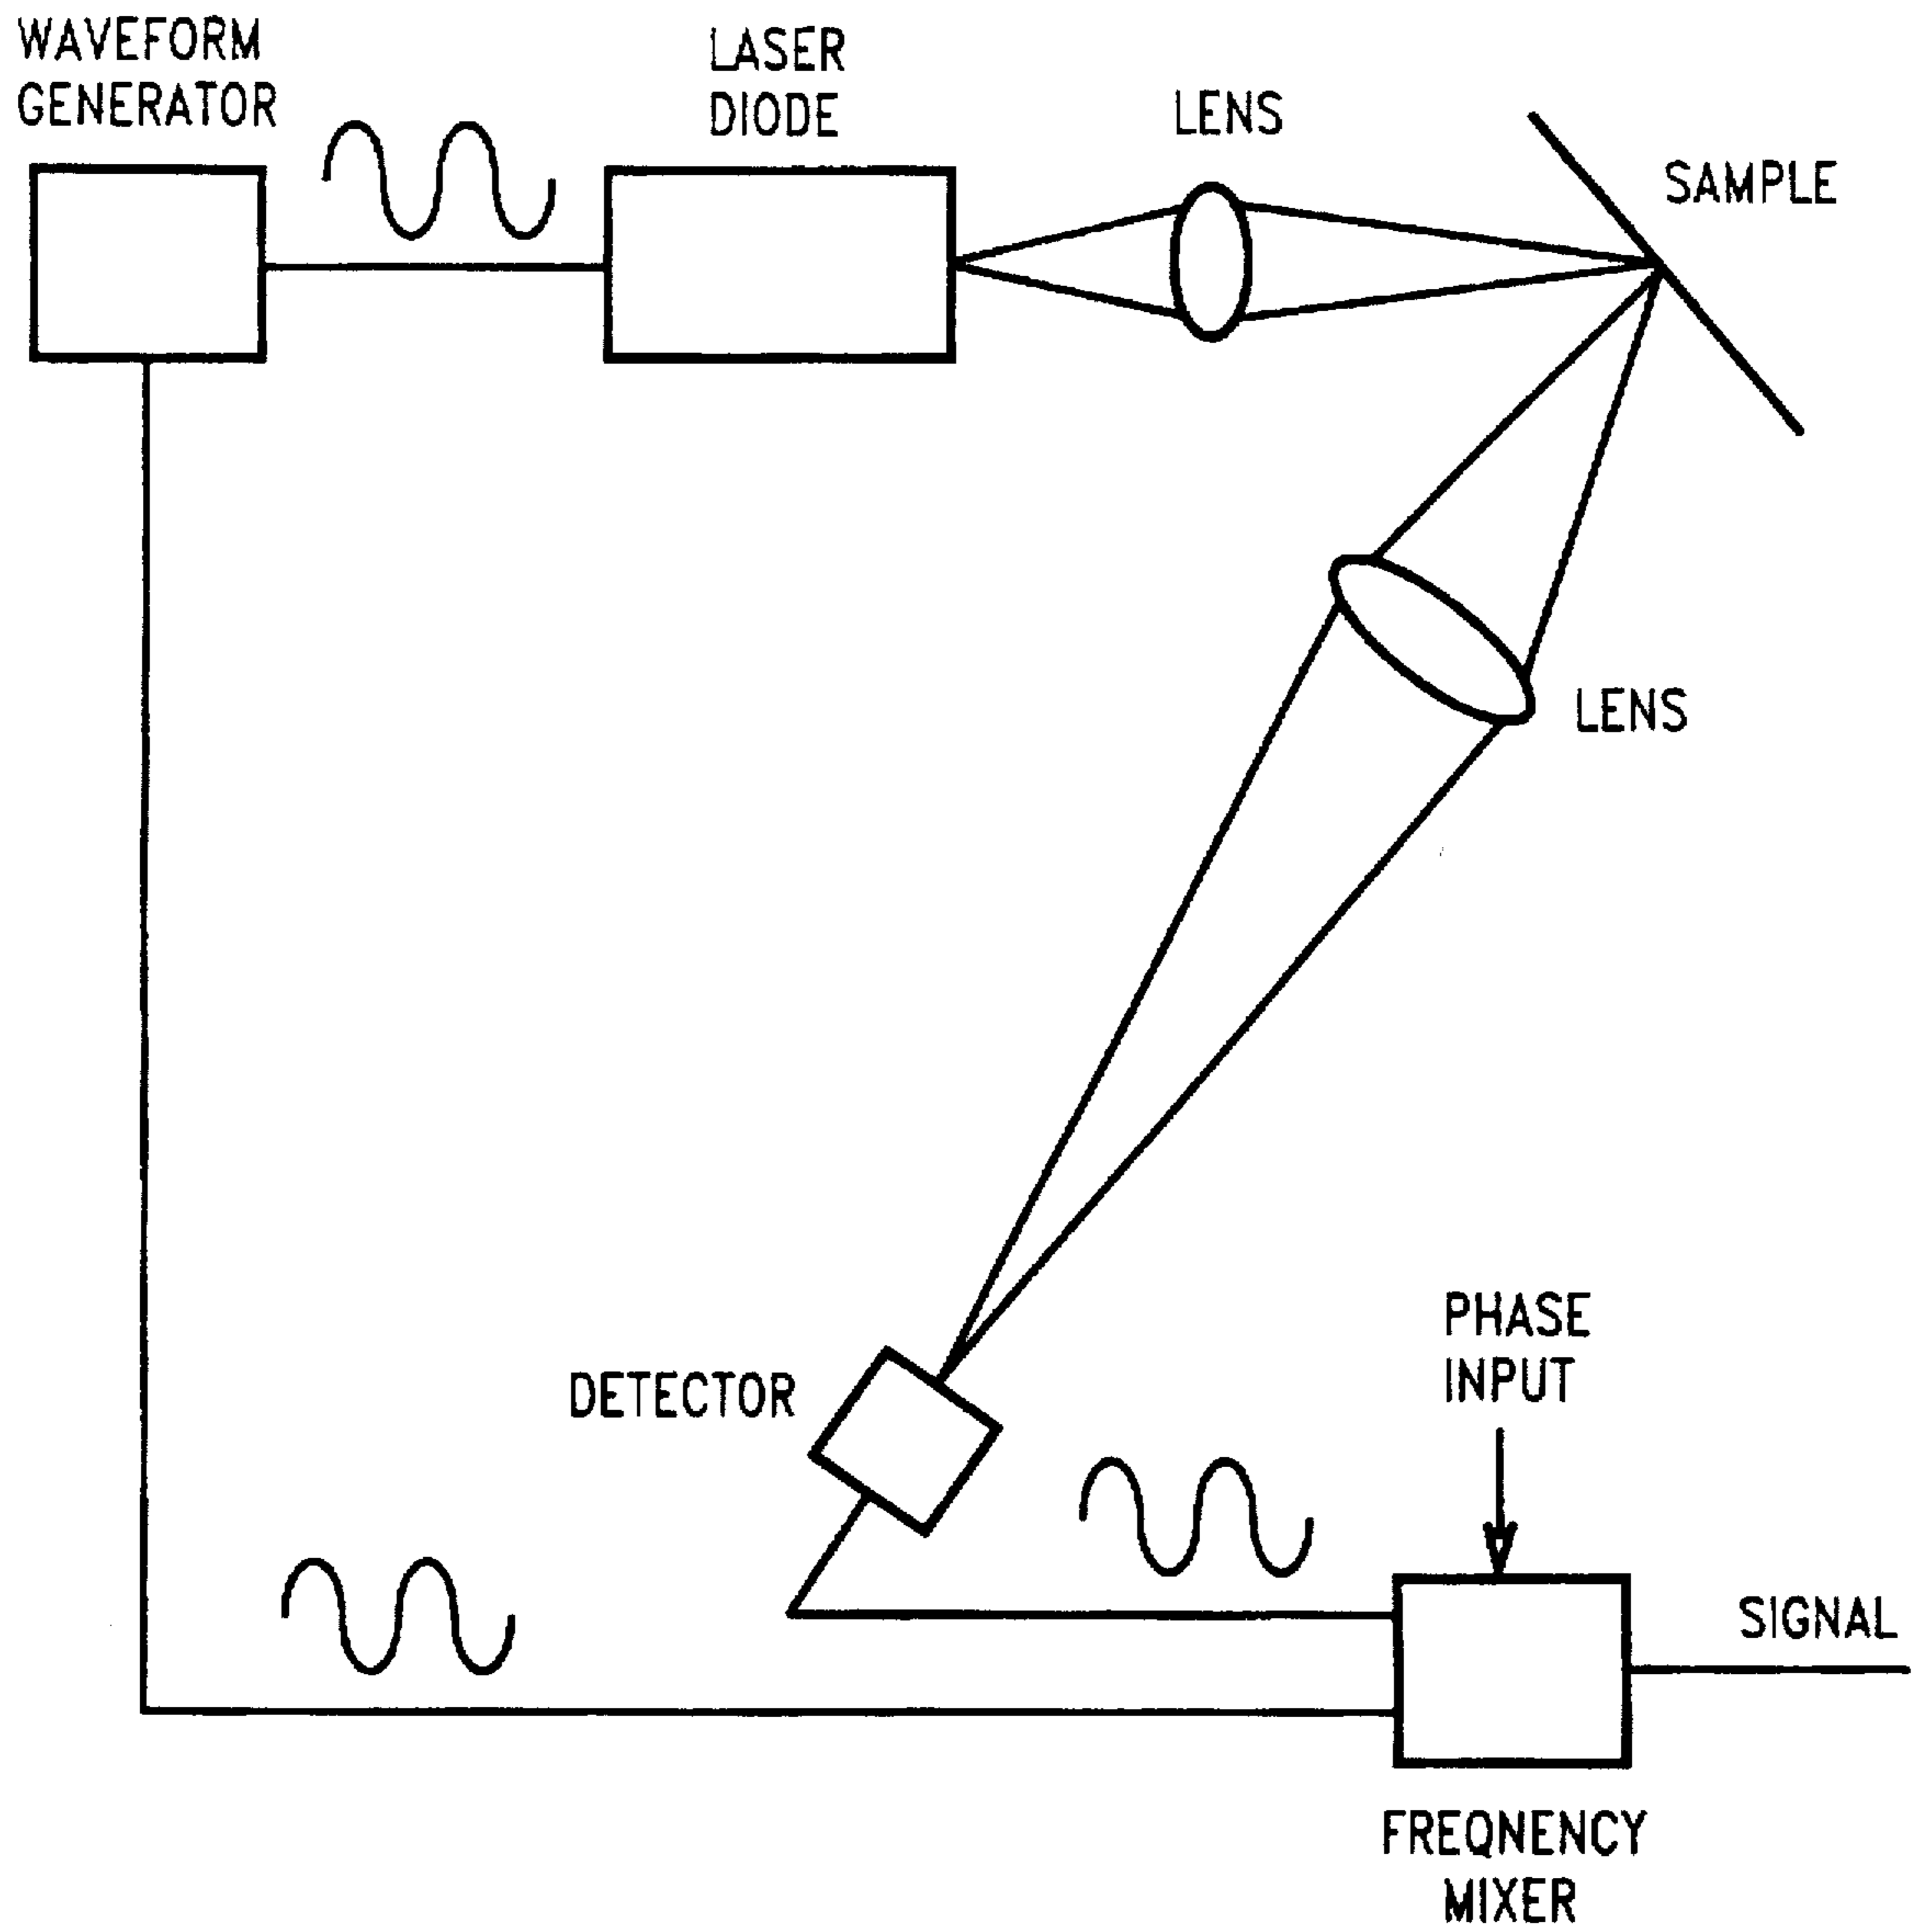 WAVEFORM
GENERATOR
LASER
DIODE
LENS
SAMPLE
LENS
DETECTOR
PHASE
INPUT
SIGNAL
FREQNENCY
MIXER